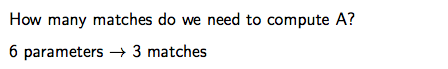 How many matches do we need to compute A?
6 parameters → 3 matches